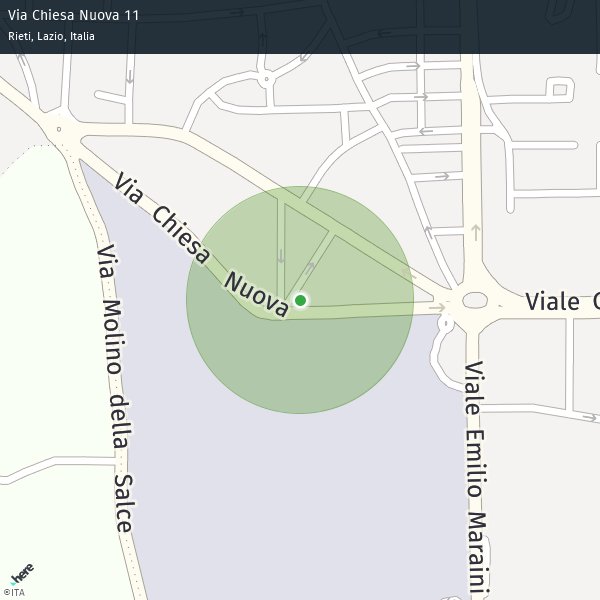 Via Chiesa Nuova 11
Rieti, Lazio, Italia
Via Chiesa Nuova
Via Molino della Salce
Viale
Viale Emilio Maraini
here
©ITA